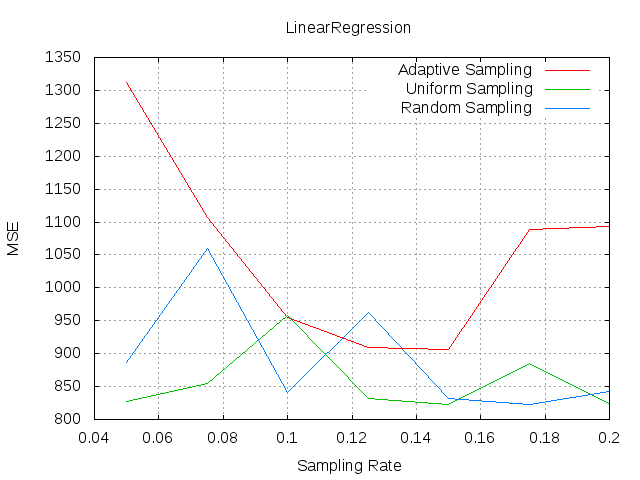 LinearRegression
1350
1300
1250
1200
1150
1100
1050
1000
950
900
850
800
MSE
Adaptive Sampling
Uniform Sampling
Random Sampling
0.04 0.06 0.08 0.1 0.12 0.14 0.16 0.18 0.2
Sampling Rate